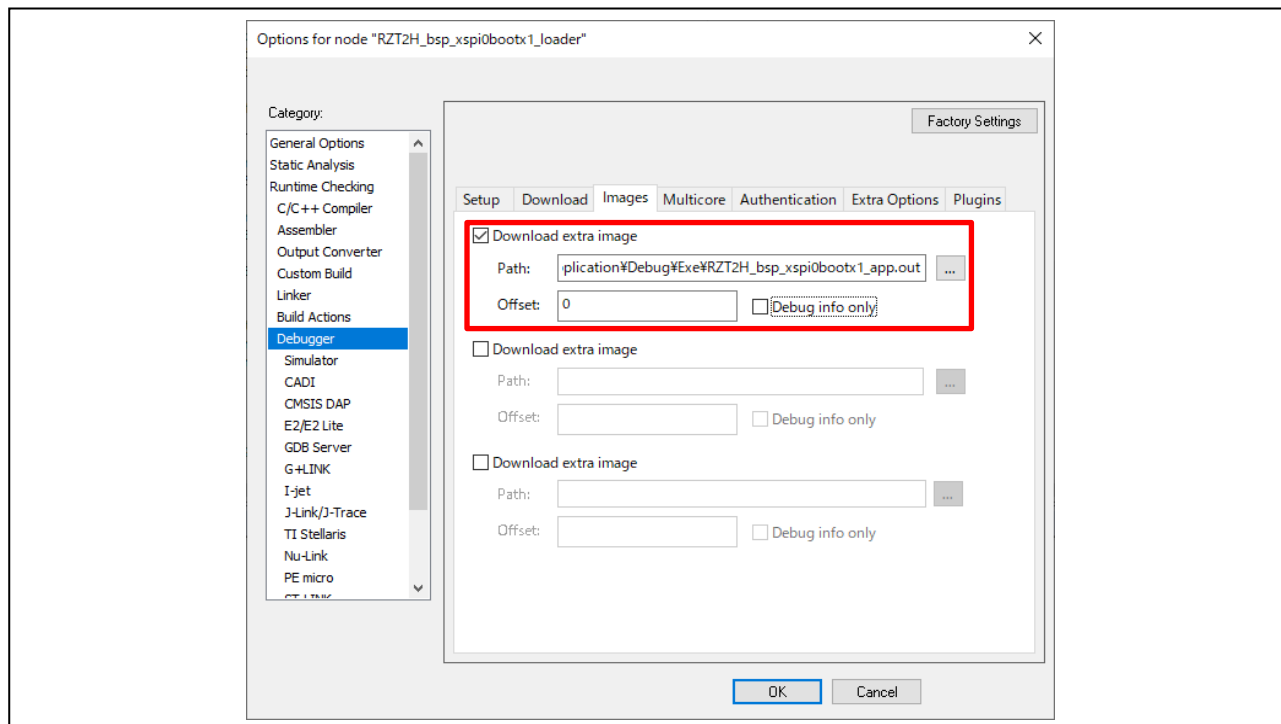 Options for node "RZT2H_bsp_xspi0bootx1_loader"
Category:
General Options
Static Analysis
Runtime Checking
C/C++ Compiler
Assembler
Output Converter
Custom Build
Linker
Build Actions
Debugger
Simulator
CADI
CMSIS DAP
E2/E2 Lite
GDB Server
G+LINK
I-jet
J-Link/J-Trace
TI Stellaris
Nu-Link
PE micro
ST-LINK
Factory Settings
Setup Download Images Multicore Authentication Extra Options Plugins
Download extra image
Path: plication¥Debug¥Exe¥RZT2H_bsp_xspi0bootx1_app.out ...
Offset: 0 Debug info only
Download extra image
Path: ...
Offset: Debug info only
Download extra image
Path: ...
Offset: Debug info only
OK Cancel